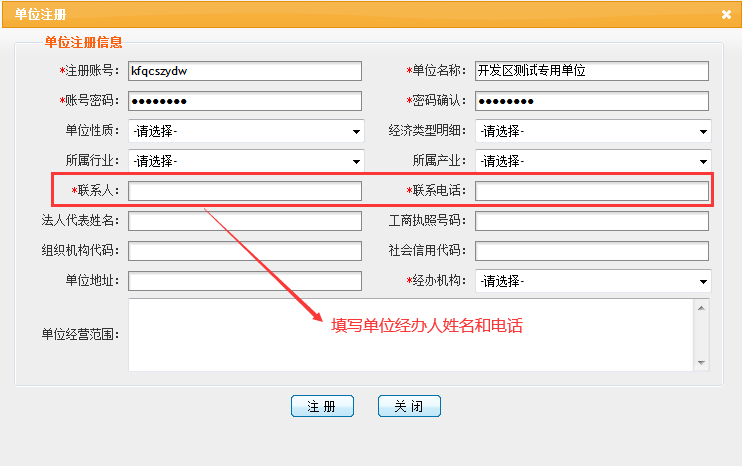 单位注册
单位注册信息
*注册账号： kfqcszydw *单位名称： 开发区测试专用单位
*账号密码： ●●●●●●●● *密码确认： ●●●●●●●●
单位性质： -请选择- 经济类型明细： -请选择-
所属行业： -请选择- 所属产业： -请选择-
*联系人： *联系电话：
法人代表姓名： 工商执照号码：
组织机构代码： 社会信用代码：
单位地址： *经办机构： -请选择-
单位经营范围：
填写单位经办人姓名和电话
注 册 关 闭